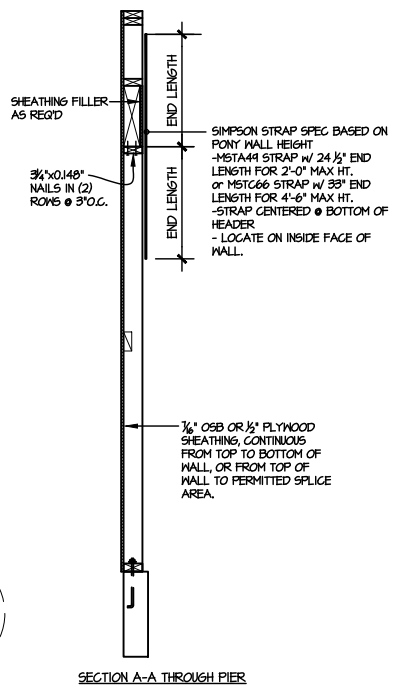 END LENGTH
SHEATHING FILLER
AS REQ'D
SIMPSON STRAP SPEC BASED ON
PONY WALL HEIGHT
-MSTA49 STRAP w/ 24 ½" END
LENGTH FOR 2'-0" MAX HT.
or MSTC66 STRAP w/ 33" END
LENGTH FOR 4'-6" MAX HT.
-STRAP CENTERED @ BOTTOM OF
HEADER
- LOCATE ON INSIDE FACE OF
WALL.
3¼"x0.148"
NAILS IN (2)
ROWS @ 3"O.C.
END LENGTH
7/16" OSB OR ½" PLYWOOD
SHEATHING, CONTINUOUS
FROM TOP TO BOTTOM OF
WALL, OR FROM TOP OF
WALL TO PERMITTED SPLICE
AREA.
SECTION A-A THROUGH PIER